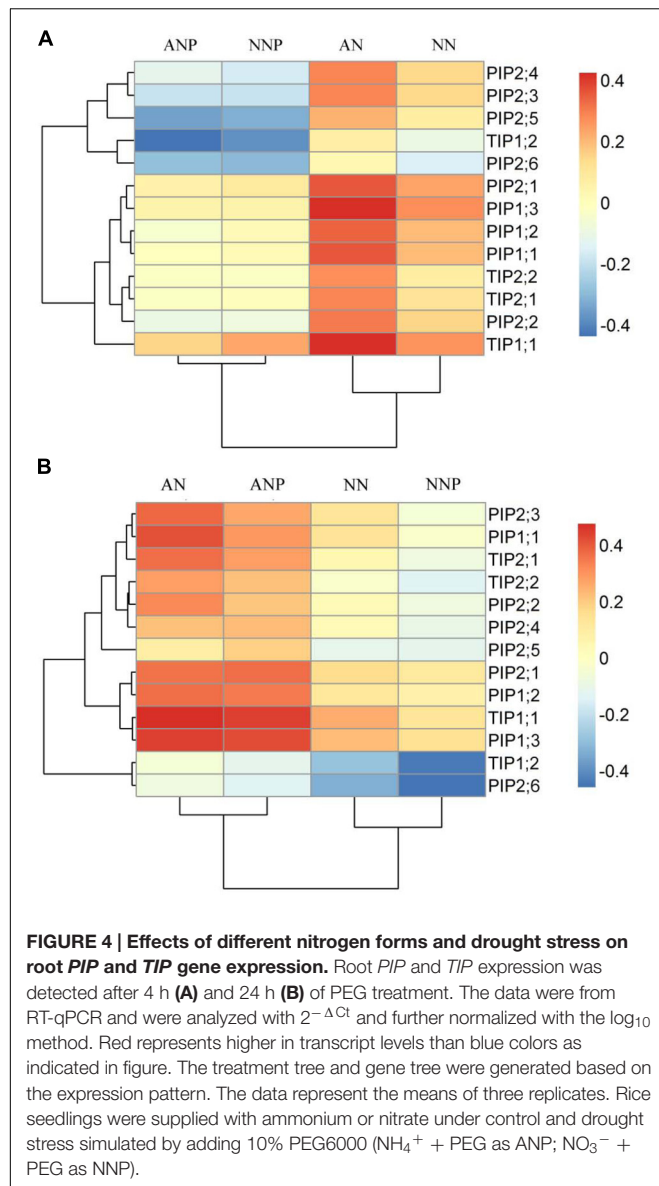 A
ANP NNP AN NN
PIP2;4
PIP2;3
PIP2;5
TIP1;2
PIP2;6
PIP2;1
PIP1;3
PIP1;2
PIP1;1
TIP2;2
TIP2;1
PIP2;2
TIP1;1
0.4
0.2
0
-0.2
-0.4
B
AN ANP NN NNP
PIP2;3
PIP1;1
TIP2;1
TIP2;2
PIP2;2
PIP2;4
PIP2;5
PIP2;1
PIP1;2
TIP1;1
PIP1;3
TIP1;2
PIP2;6
0.4
0.2
0
-0.2
-0.4
FIGURE 4 | Effects of different nitrogen forms and drought stress on
root PIP and TIP gene expression. Root PIP and TIP expression was
detected after 4 h (A) and 24 h (B) of PEG treatment. The data were from
RT-qPCR and were analyzed with 2^−ΔCt and further normalized with the log₁₀
method. Red represents higher in transcript levels than blue colors as
indicated in figure. The treatment tree and gene tree were generated based on
the expression pattern. The data represent the means of three replicates. Rice
seedlings were supplied with ammonium or nitrate under control and drought
stress simulated by adding 10% PEG6000 (NH₄⁺ + PEG as ANP; NO₃⁻ +
PEG as NNP).